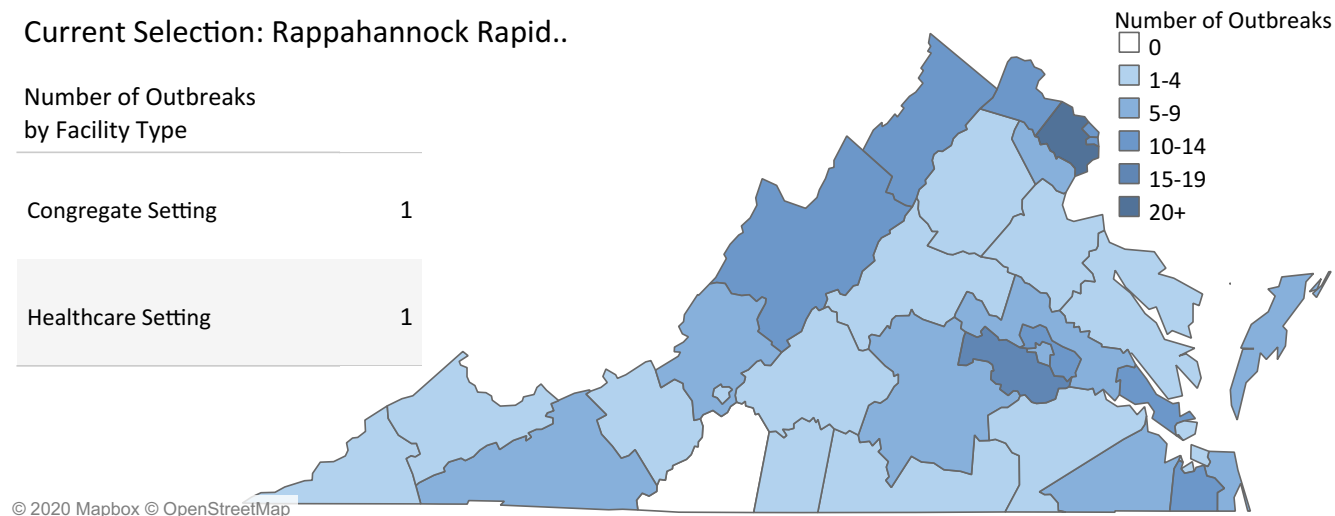 Current Selection: Rappahannock Rapid..
Number of Outbreaks
by Facility Type
Congregate Setting 1
Healthcare Setting 1
Number of Outbreaks
0
1-4
5-9
10-14
15-19
20+
© 2020 Mapbox © OpenStreetMap